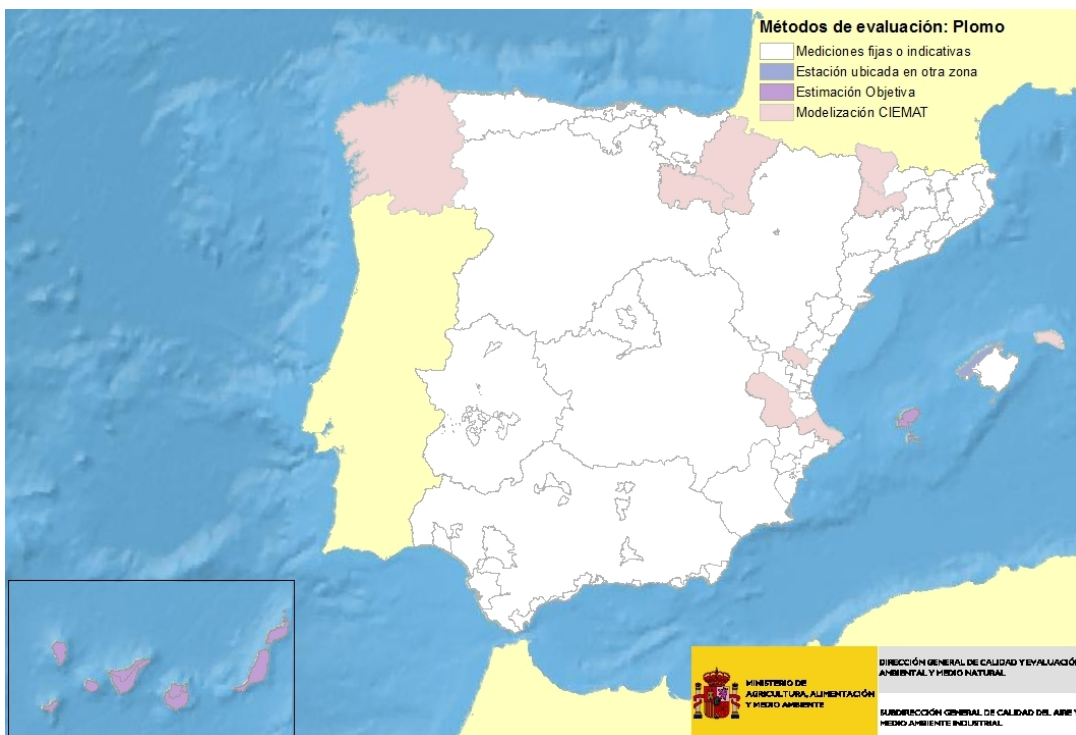 Métodos de evaluación: Plomo
Mediciones fijas o indicativas
Estación ubicada en otra zona
Estimación Objetiva
Modelización CIEMAT
MINISTERIO DE
AGRICULTURA, ALIMENTACIÓN
Y MEDIO AMBIENTE
DIRECCIÓN GENERAL DE CALIDAD Y EVALUACIÓN
AMBIENTAL Y MEDIO NATURAL
SUBDIRECCIÓN GENERAL DE CALIDAD DEL AIRE Y
MEDIO AMBIENTE INDUSTRIAL